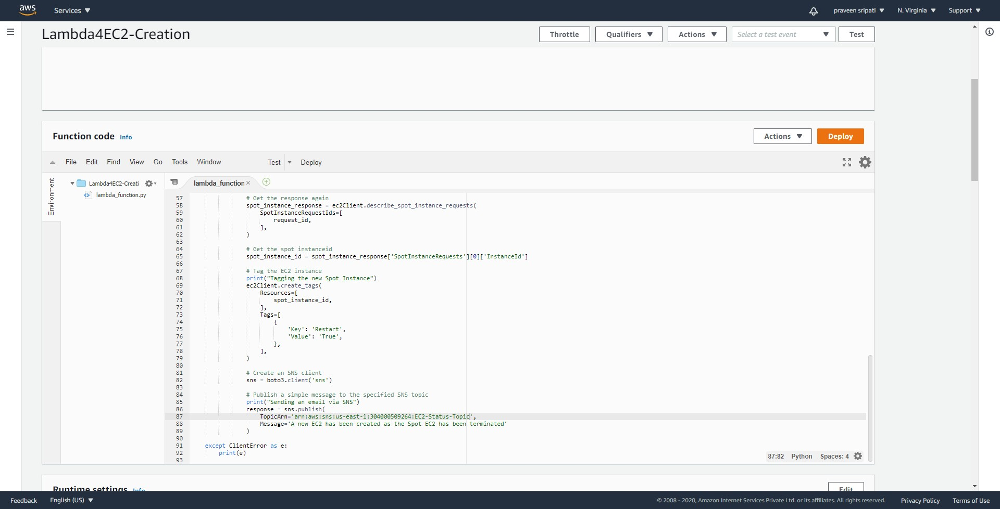 aws Services praveen sripati N. Virginia Support
Lambda4EC2-Creation Throttle Qualifiers Actions Select a test event Test
Function code Info Actions Deploy
File Edit Find View Go Tools Window Test Deploy
Environment
Lambda4EC2-Creati
lambda_function.py
lambda_function ×
57 # Get the response again
58 spot_instance_response = ec2Client.describe_spot_instance_requests(
59 SpotInstanceRequestIds=[
60 request_id,
61 ],
62 )
63
64 # Get the spot instanceid
65 spot_instance_id = spot_instance_response['SpotInstanceRequests'][0]['InstanceId']
66
67 # Tag the EC2 instance
68 print("Tagging the new Spot Instance")
69 ec2Client.create_tags(
70 Resources=[
71 spot_instance_id,
72 ],
73 Tags=[
74 {
75 'Key': 'Restart',
76 'Value': 'True',
77 },
78 ],
79 )
80
81 # Create an SNS client
82 sns = boto3.client('sns')
83
84 # Publish a simple message to the specified SNS topic
85 print("Sending an email via SNS")
86 response = sns.publish(
87 TopicArn='arn:aws:sns:us-east-1:304000509264:EC2-Status-Topic',
88 Message='A new EC2 has been created as the Spot EC2 has been terminated'
89 )
90
91 except ClientError as e:
92 print(e)
93
87:82 Python Spaces: 4
Runtime settings Info Edit
Feedback English (US) © 2008 - 2020, Amazon Internet Services Private Ltd. or its affiliates. All rights reserved. Privacy Policy Terms of Use